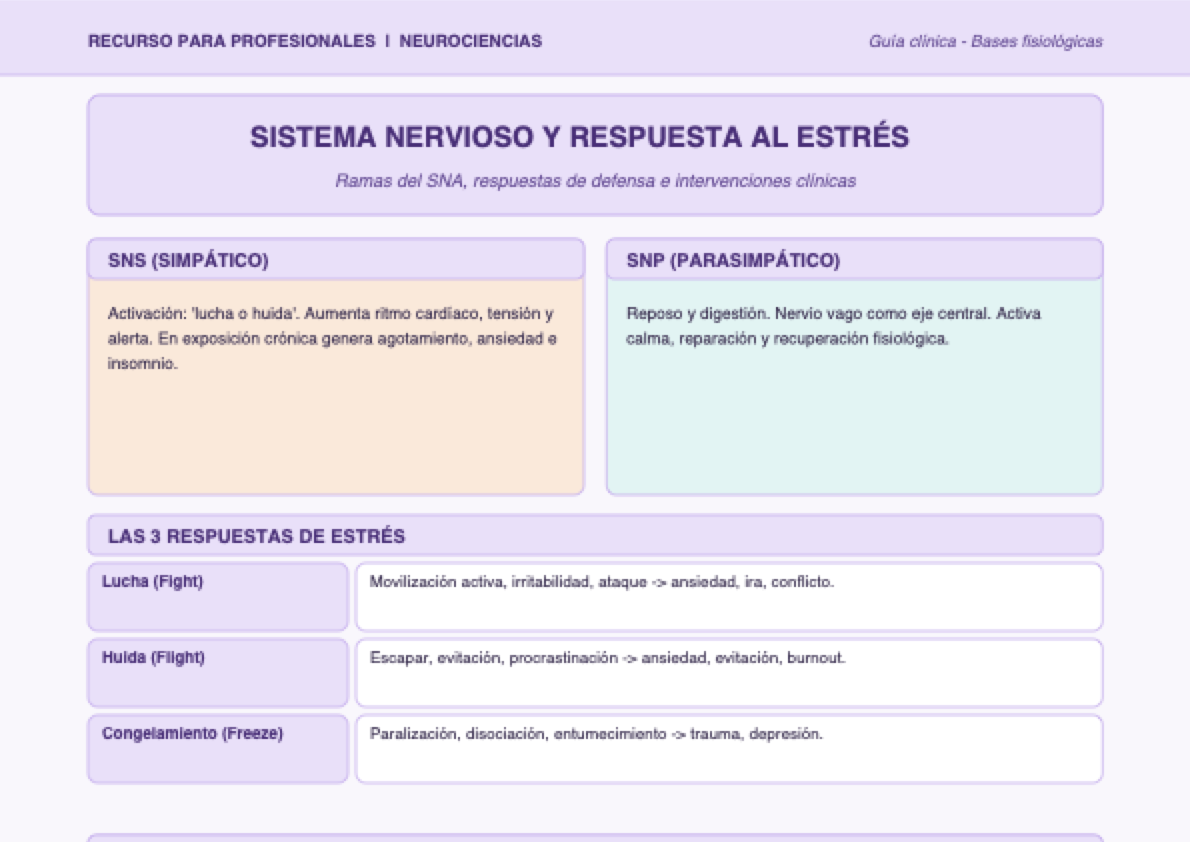 RECURSO PARA PROFESIONALES | NEUROCIENCIAS
Guía clínica - Bases fisiológicas
SISTEMA NERVIOSO Y RESPUESTA AL ESTRÉS
Ramas del SNA, respuestas de defensa e intervenciones clínicas
SNS (SIMPÁTICO)
Activación: 'lucha o huida'. Aumenta ritmo cardíaco, tensión y
alerta. En exposición crónica genera agotamiento, ansiedad e
insomnio.
SNP (PARASIMPÁTICO)
Reposo y digestión. Nervio vago como eje central. Activa
calma, reparación y recuperación fisiológica.
LAS 3 RESPUESTAS DE ESTRÉS
Lucha (Fight)
Movilización activa, irritabilidad, ataque -> ansiedad, ira, conflicto.
Huida (Flight)
Escapar, evitación, procrastinación -> ansiedad, evitación, burnout.
Congelamiento (Freeze)
Paralización, disociación, entumecimiento -> trauma, depresión.